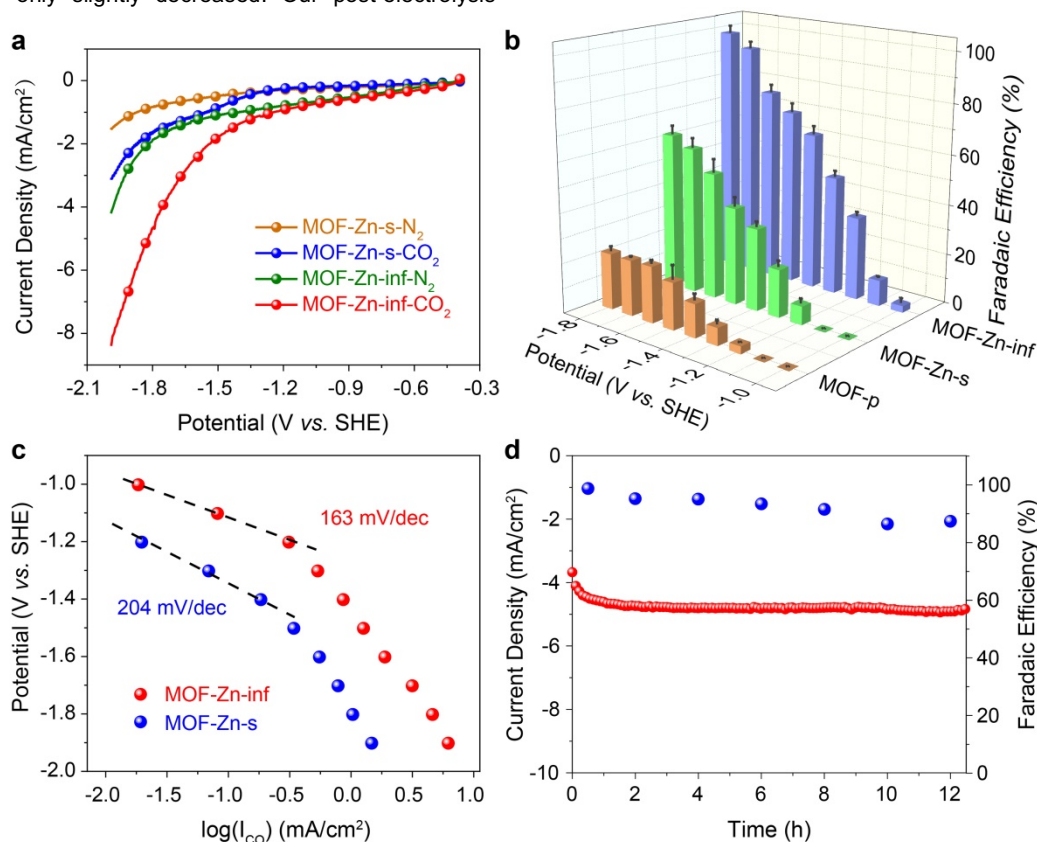 only slightly decreased. Our post-electrolysis
a
0
-2
-4
-6
-8
Current Density (mA/cm²)
MOF-Zn-s-N₂
MOF-Zn-s-CO₂
MOF-Zn-inf-N₂
MOF-Zn-inf-CO₂
-2.1 -1.8 -1.5 -1.2 -0.9 -0.6 -0.3
Potential (V vs. SHE)
b
100
80
60
40
20
0
Faradaic Efficiency (%)
MOF-Zn-inf
MOF-Zn-s
MOF-p
-1.8 -1.6 -1.4 -1.2 -1.0
Potential (V vs. SHE)
c
-1.0
-1.2
-1.4
-1.6
-1.8
-2.0
Potential (V vs. SHE)
163 mV/dec
204 mV/dec
MOF-Zn-inf
MOF-Zn-s
-2.0 -1.5 -1.0 -0.5 0.0 0.5 1.0
log(I_CO) (mA/cm²)
d
0
-2
-4
-6
-8
-10
Current Density (mA/cm²)
100
80
60
40
20
0
Faradaic Efficiency (%)
0 2 4 6 8 10 12
Time (h)